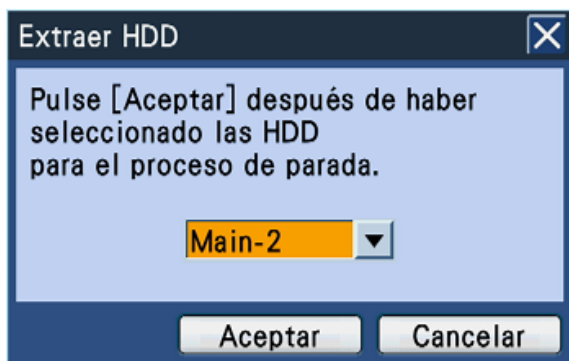 Extraer HDD
Pulse [Aceptar] después de haber
seleccionado las HDD
para el proceso de parada.
Main-2
Aceptar Cancelar